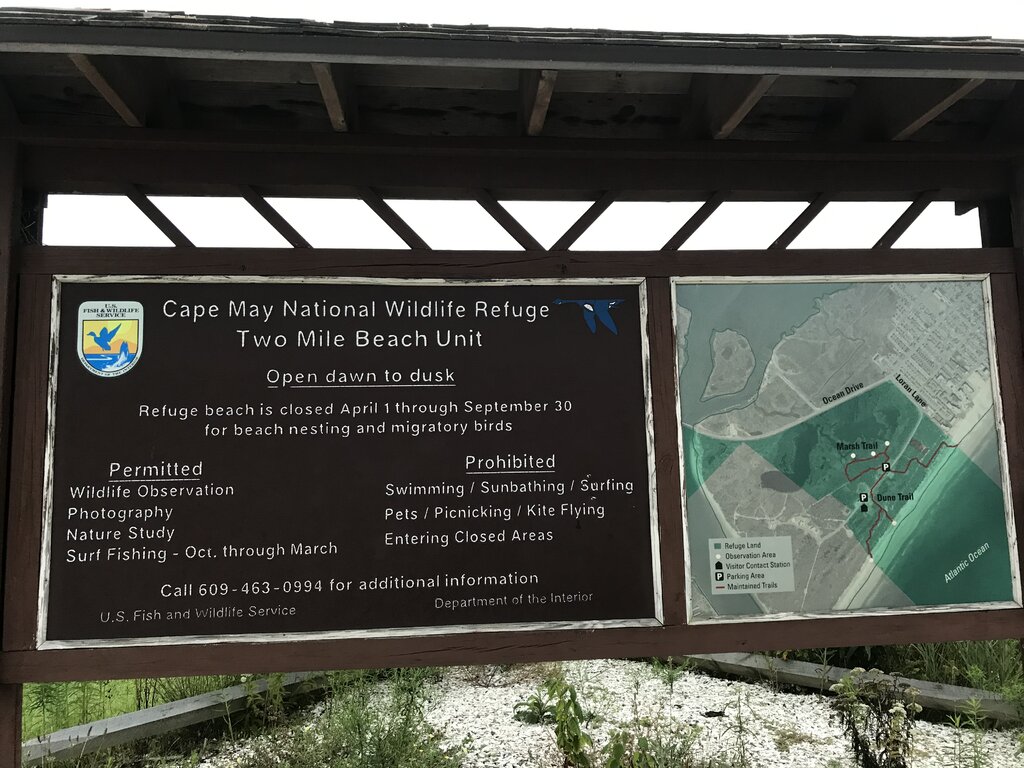 U.S.
FISH & WILDLIFE
SERVICE
Cape May National Wildlife Refuge
Two Mile Beach Unit
Open dawn to dusk
Refuge beach is closed April 1 through September 30
for beach nesting and migratory birds
Permitted
Wildlife Observation
Photography
Nature Study
Surf Fishing - Oct. through March
Prohibited
Swimming / Sunbathing / Surfing
Pets / Picnicking / Kite Flying
Entering Closed Areas
Call 609-463-0994 for additional information
U.S. Fish and Wildlife Service
Department of the Interior
Ocean Drive
Loran Lane
Marsh Trail
P
P
Dune Trail
Atlantic Ocean
Refuge Land
Observation Area
Visitor Contact Station
P Parking Area
Maintained Trails